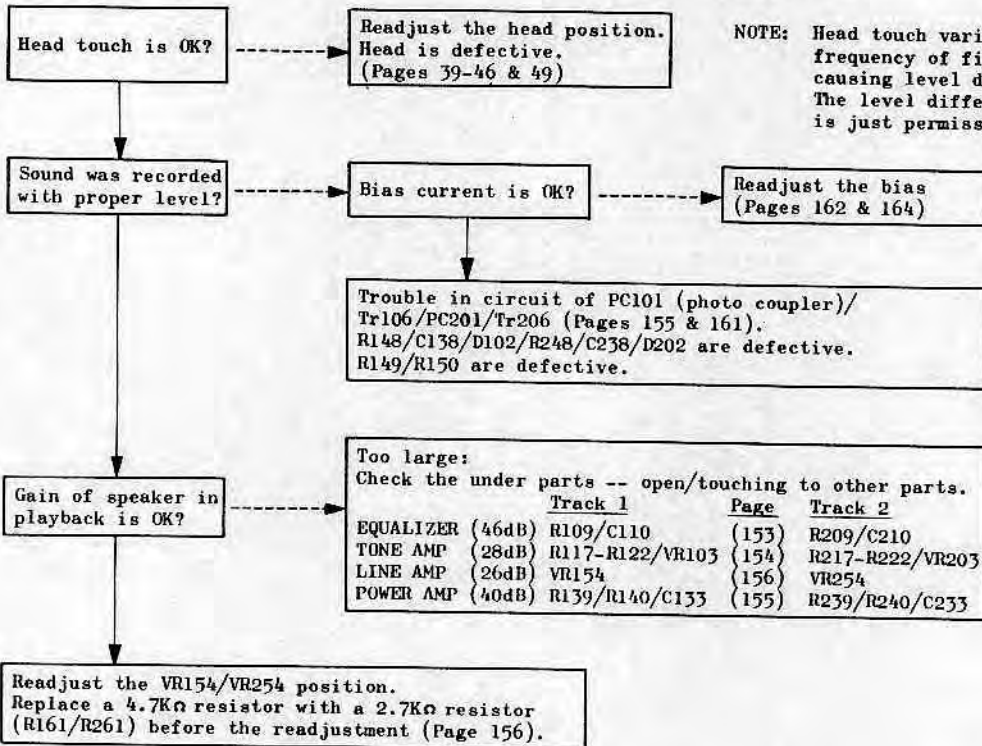 Head touch is OK?
Readjust the head position.
Head is defective.
(Pages 39-46 & 49)
NOTE: Head touch
frequency of
causing level
The level
is just
Sound was recorded
with proper level?
Bias current is OK?
Readjust the bias
(Pages 162 & 164)
Trouble in circuit of PC101 (photo coupler)/
Tr106/PC201/Tr206 (Pages 155 & 161).
R148/C138/D102/R248/C238/D202 are defective.
R149/R150 are defective.
Gain of speaker in
playback is OK?
Too large:
Check the under parts -- open/touching to other parts.
Track 1 Page Track 2
EQUALIZER (46dB) R109/C110 (153) R209/C210
TONE AMP (28dB) R117-R122/VR103 (154) R217-R222/VR203
LINE AMP (26dB) VR154 (156) VR254
POWER AMP (40dB) R139/R140/C133 (155) R239/R240/C233
Readjust the VR154/VR254 position.
Replace a 4.7KΩ resistor with a 2.7KΩ resistor
(R161/R261) before the readjustment (Page 156).